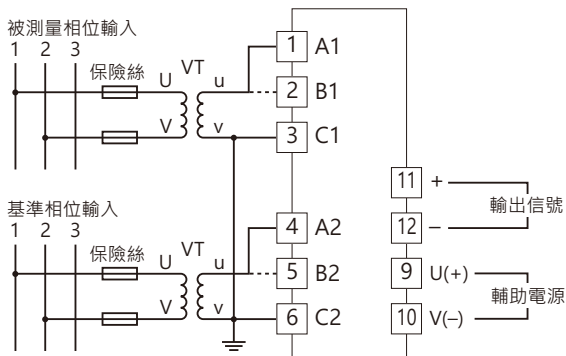 被測量相位輸入
1 2 3
保險絲 U VT u
V v
1 A1
2 B1
3 C1
基準相位輸入
1 2 3
保險絲 U VT u
V v
4 A2
5 B2
6 C2
11 +
12 –
輸出信號
9 U(+)
10 V(–)
輔助電源